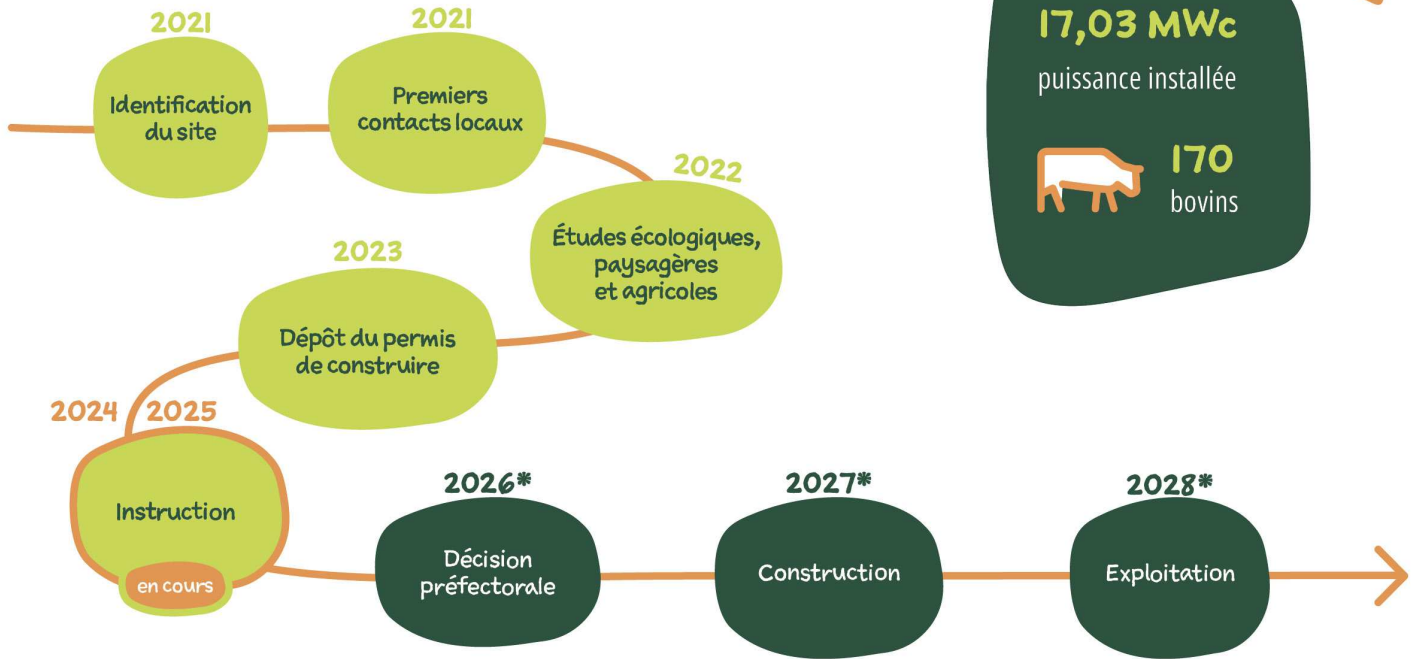 2021
Identification
du site
2021
Premiers
contacts locaux
2022
Études écologiques,
paysagères
et agricoles
2023
Dépôt du permis
de construire
2024
2025
Instruction
en cours
2026*
Décision
préfectorale
2027*
Construction
2028*
Exploitation
17,03 MWc
puissance installée
170
bovins